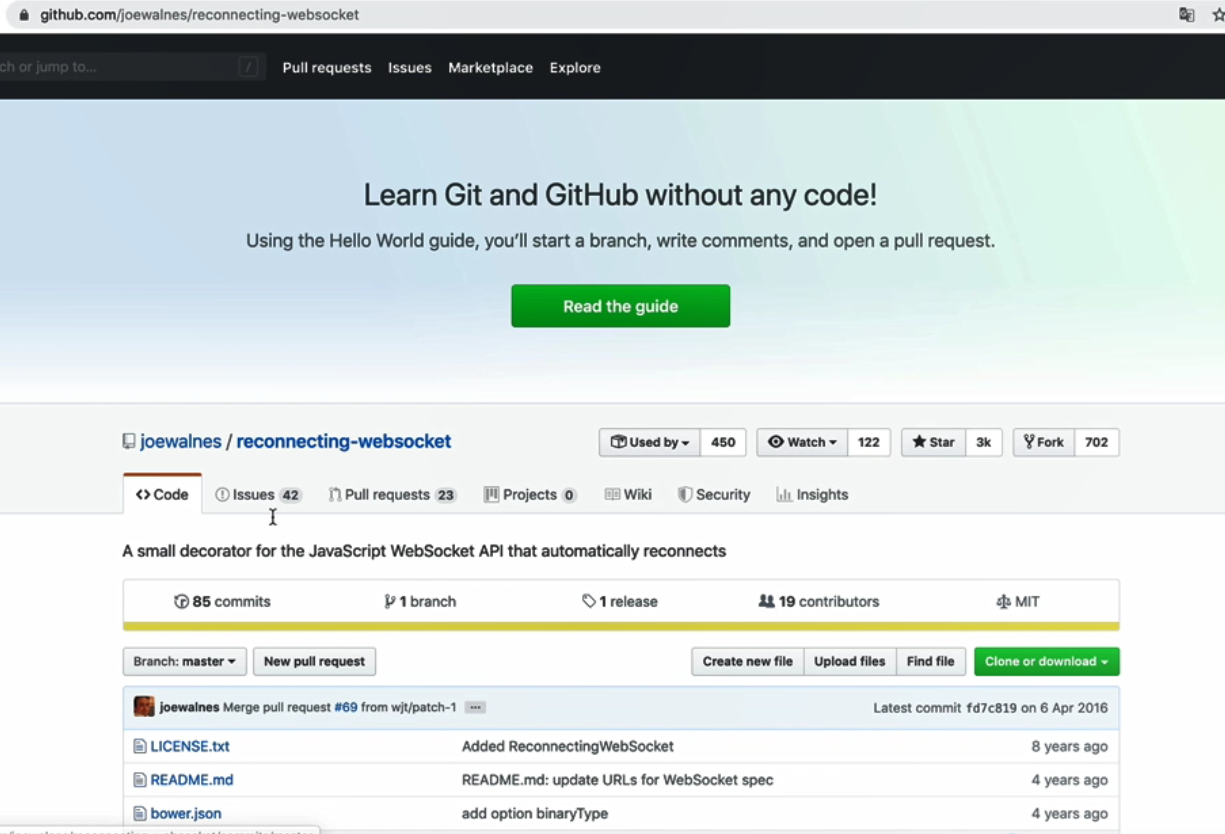 github.com/joewalnes/reconnecting-websocket
ch or jump to... /
Pull requests Issues Marketplace Explore
Learn Git and GitHub without any code!
Using the Hello World guide, you'll start a branch, write comments, and open a pull request.
Read the guide
joewalnes / reconnecting-websocket
Used by 450 Watch 122 Star 3k Fork 702
Code Issues 42 Pull requests 23 Projects 0 Wiki Security Insights
A small decorator for the JavaScript WebSocket API that automatically reconnects
85 commits 1 branch 1 release 19 contributors MIT
Branch: master New pull request Create new file Upload files Find file Clone or download
joewalnes Merge pull request #69 from wjt/patch-1 ... Latest commit fd7c819 on 6 Apr 2016
LICENSE.txt Added ReconnectingWebSocket 8 years ago
README.md README.md: update URLs for WebSocket spec 4 years ago
bower.json add option binaryType 4 years ago